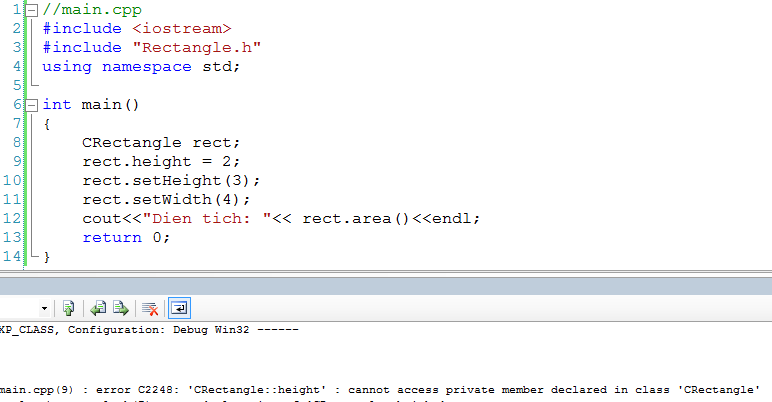 1 //main.cpp
2 #include <iostream>
3 #include "Rectangle.h"
4 using namespace std;
5
6 int main()
7 {
8 CRectangle rect;
9 rect.height = 2;
10 rect.setHeight(3);
11 rect.setWidth(4);
12 cout<<"Dien tich: "<< rect.area()<<endl;
13 return 0;
14 }
XP_CLASS, Configuration: Debug Win32 ------
main.cpp(9) : error C2248: 'CRectangle::height' : cannot access private member declared in class 'CRectangle'